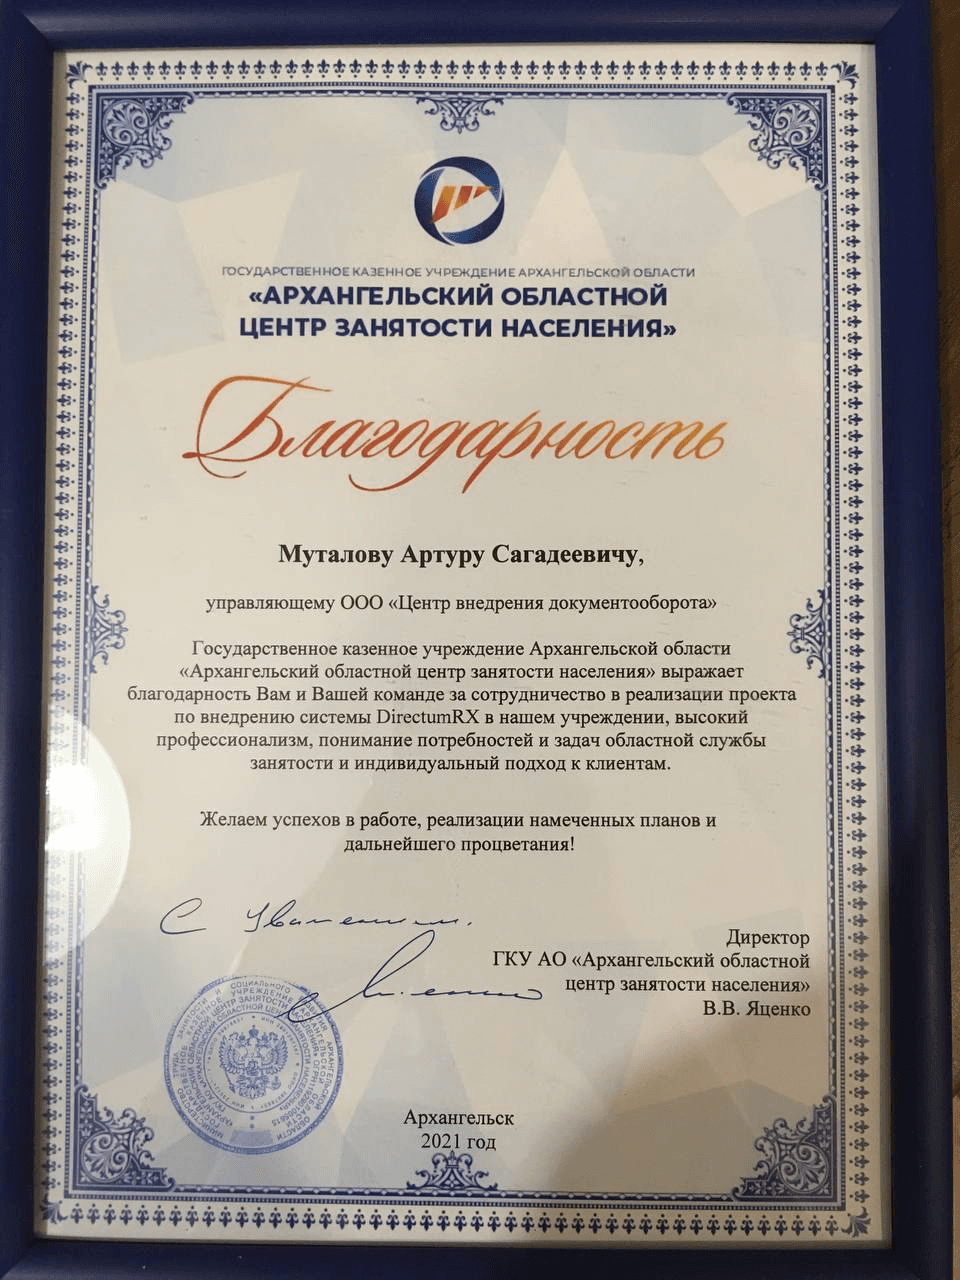 ГОСУДАРСТВЕННОЕ КАЗЕННОЕ УЧРЕЖДЕНИЕ АРХАНГЕЛЬСКОЙ ОБЛАСТИ
«АРХАНГЕЛЬСКИЙ ОБЛАСТНОЙ
ЦЕНТР ЗАНЯТОСТИ НАСЕЛЕНИЯ»
Благодарность
Муталову Артуру Сагадеевичу,
управляющему ООО «Центр внедрения документооборота»
Государственное казенное учреждение Архангельской области
«Архангельский областной центр занятости населения» выражает
благодарность Вам и Вашей команде за сотрудничество в реализации проекта
по внедрению системы DirectumRX в нашем учреждении, высокий
профессионализм, понимание потребностей и задач областной службы
занятости и индивидуальный подход к клиентам.
Желаем успехов в работе, реализации намеченных планов и
дальнейшего процветания!
С Уважением.
Директор
ГКУ АО «Архангельский областной
центр занятости населения»
В.В. Яценко
Архангельск
2021 год